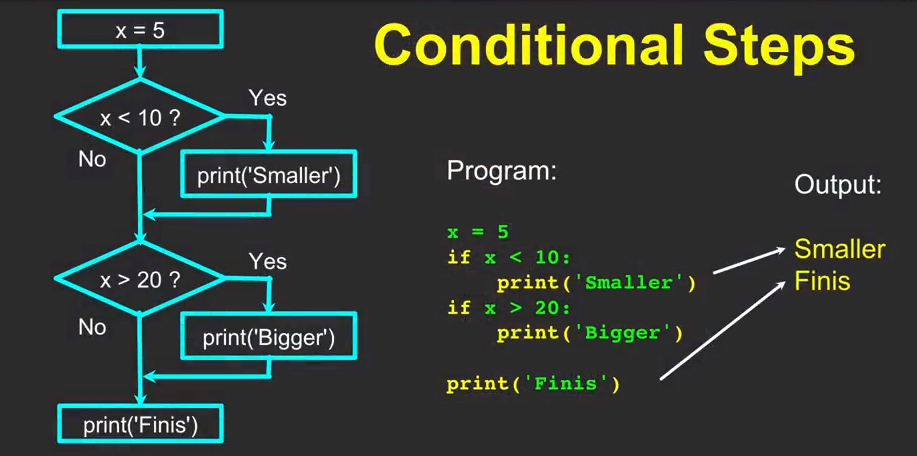 Conditional Steps
x = 5
x < 10 ?
Yes
No
print('Smaller')
x > 20 ?
Yes
No
print('Bigger')
print('Finis')
Program:
x = 5
if x < 10:
    print('Smaller')
if x > 20:
    print('Bigger')
print('Finis')
Output:
Smaller
Finis